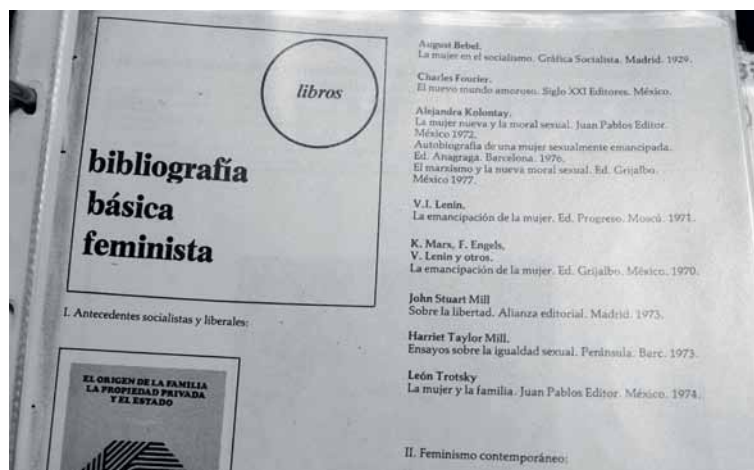 libros
bibliografía
básica
feminista
I. Antecedentes socialistas y liberales:
EL ORIGEN DE LA FAMILIA
LA PROPIEDAD PRIVADA
Y EL ESTADO
August Bebel.
La mujer en el socialismo. Gráfica Socialista. Madrid. 1929.
Charles Fourier.
El nuevo mundo amoroso. Siglo XXI Editores. México.
Alejandra Kolontay.
La mujer nueva y la moral sexual. Juan Pablos Editor.
México 1972.
Autobiografía de una mujer sexualmente emancipada.
Ed. Anagraga. Barcelona. 1976.
El marxismo y la nueva moral sexual. Ed. Grijalbo.
México 1977.
V.I. Lenin,
La emancipación de la mujer. Ed. Progreso. Moscú. 1971.
K. Marx, F. Engels,
V. Lenin y otros.
La emancipación de la mujer. Ed. Grijalbo. México. 1970.
John Stuart Mill
Sobre la libertad. Alianza editorial. Madrid. 1973.
Harriet Taylor Mill.
Ensayos sobre la igualdad sexual. Península. Barc. 1973.
León Trotsky
La mujer y la familia. Juan Pablos Editor. México. 1974.
II. Feminismo contemporáneo: